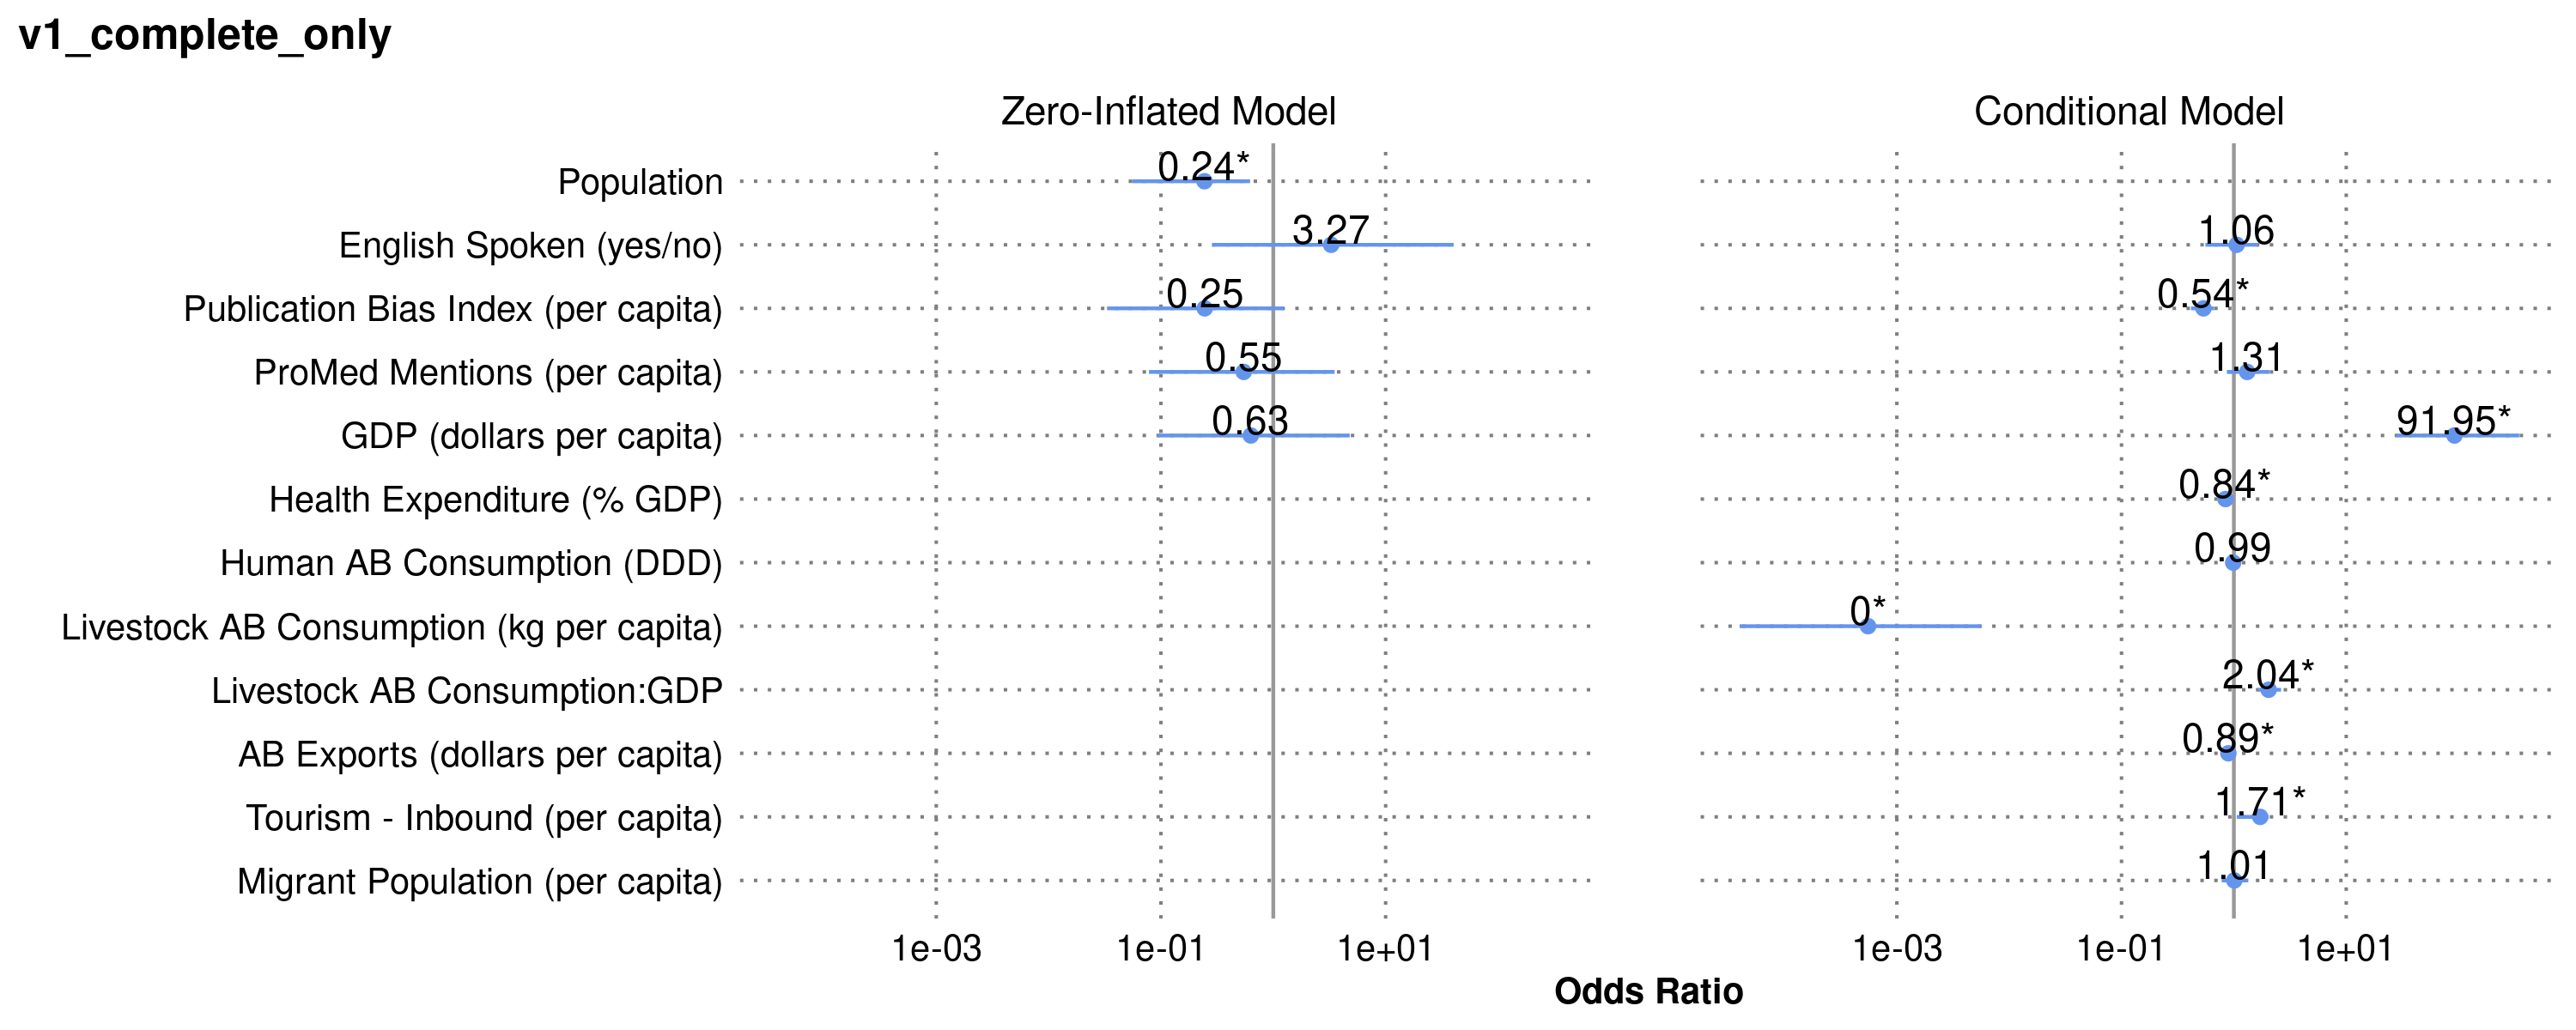 v1_complete_only
Zero-Inflated Model
Conditional Model
Population 0.24*
English Spoken (yes/no) 3.27 1.06
Publication Bias Index (per capita) 0.25 0.54*
ProMed Mentions (per capita) 0.55 1.31
GDP (dollars per capita) 0.63 91.95*
Health Expenditure (% GDP) 0.84*
Human AB Consumption (DDD) 0.99
Livestock AB Consumption (kg per capita) 0*
Livestock AB Consumption:GDP 2.04*
AB Exports (dollars per capita) 0.89*
Tourism - Inbound (per capita) 1.71*
Migrant Population (per capita) 1.01
1e-03 1e-01 1e+01 1e-03 1e-01 1e+01
Odds Ratio